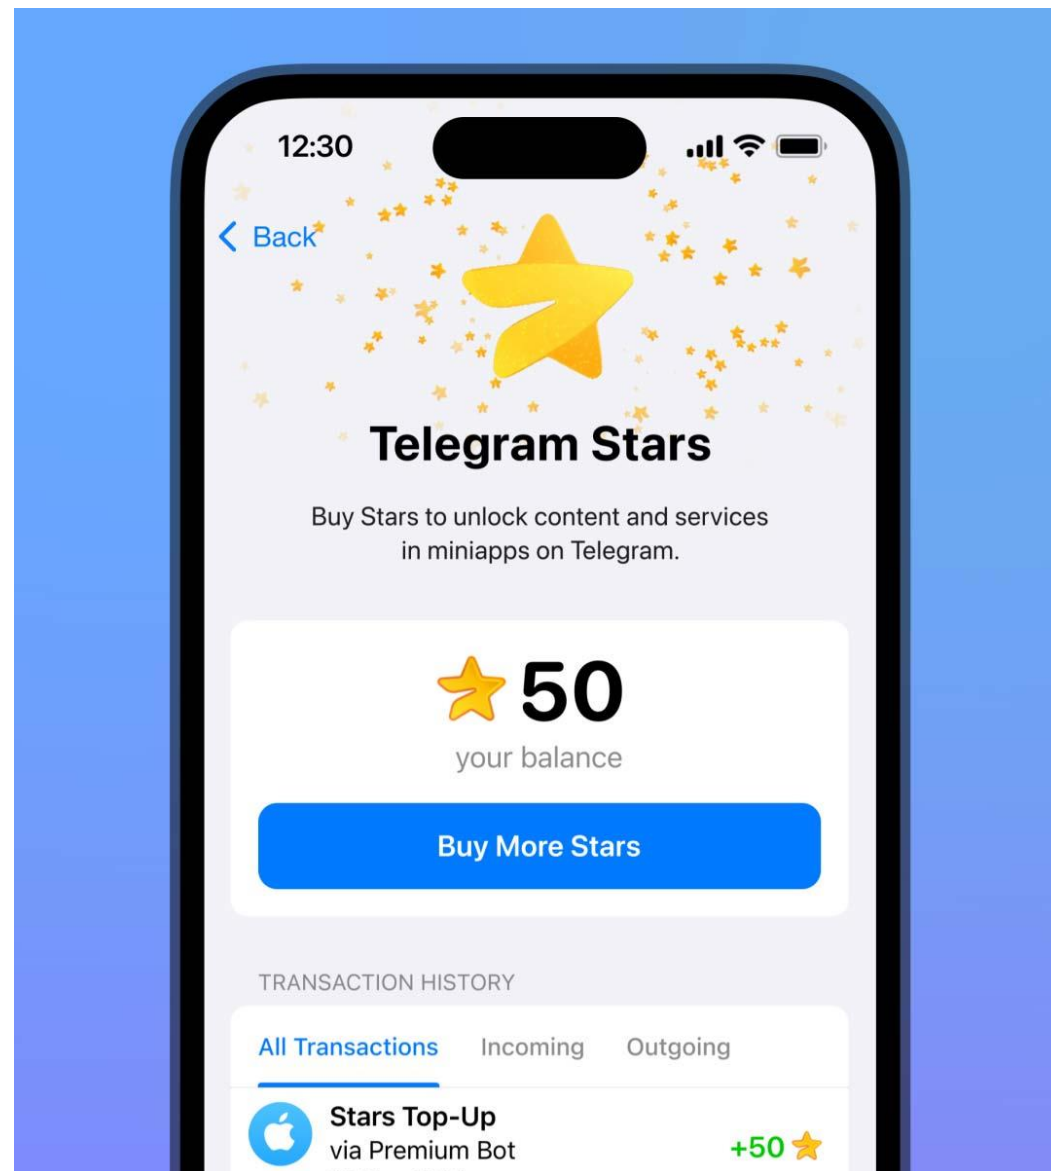 12:30
Back
Telegram Stars
Buy Stars to unlock content and services
in miniapps on Telegram.
50
your balance
Buy More Stars
TRANSACTION HISTORY
All Transactions Incoming Outgoing
Stars Top-Up
via Premium Bot
+50